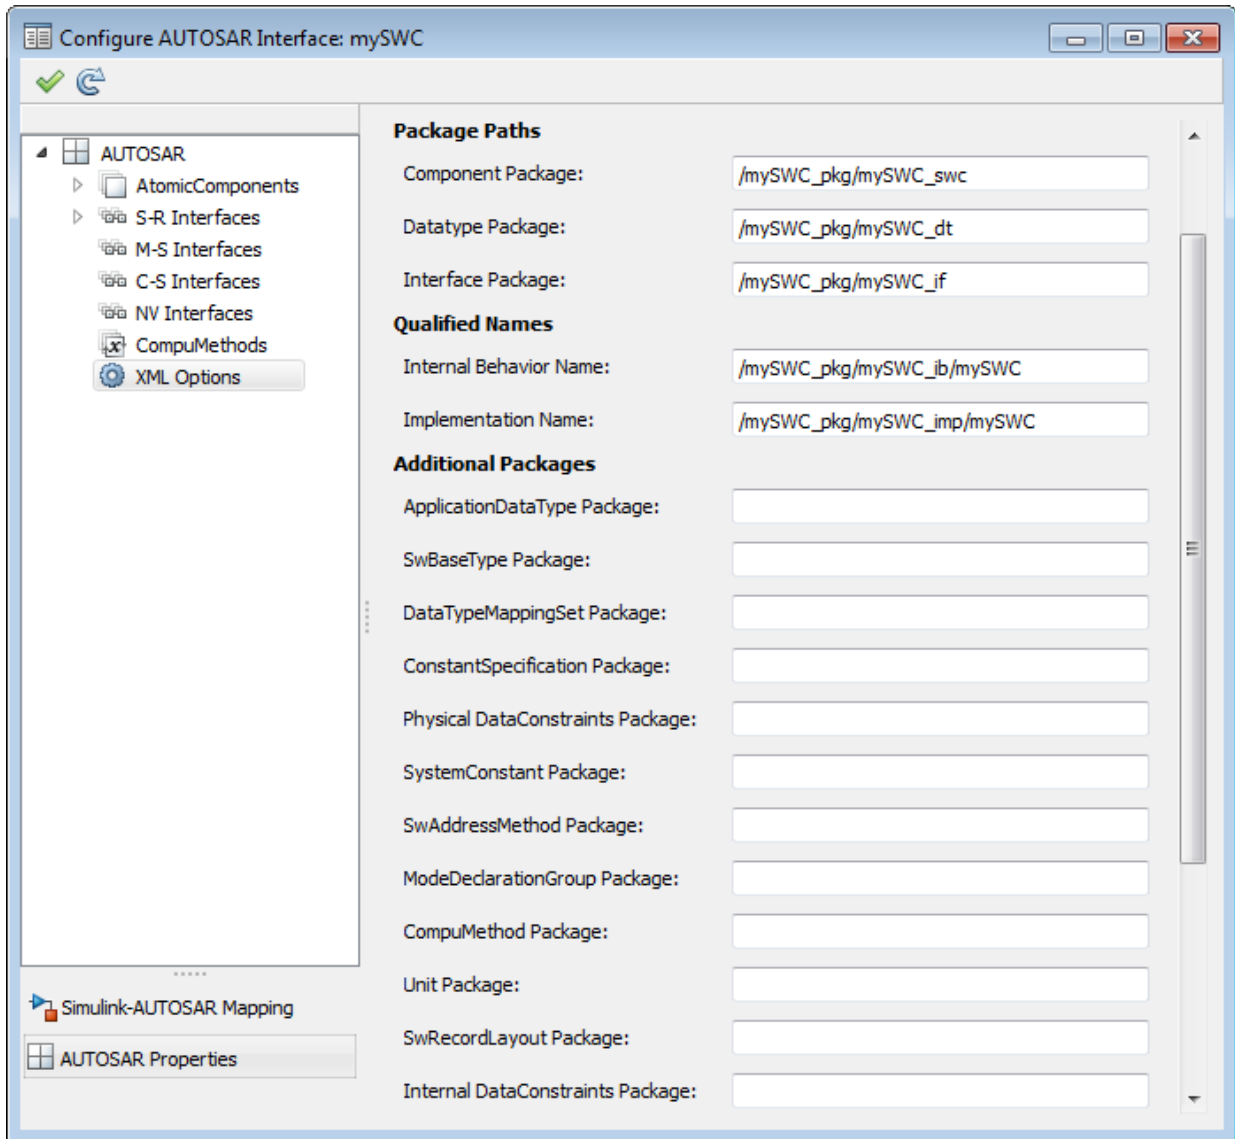 Configure AUTOSAR Interface: mySWC
AUTOSAR
AtomicComponents
S-R Interfaces
M-S Interfaces
C-S Interfaces
NV Interfaces
CompuMethods
XML Options
Simulink-AUTOSAR Mapping
AUTOSAR Properties
Package Paths
Component Package: /mySWC_pkg/mySWC_swc
Datatype Package: /mySWC_pkg/mySWC_dt
Interface Package: /mySWC_pkg/mySWC_if
Qualified Names
Internal Behavior Name: /mySWC_pkg/mySWC_ib/mySWC
Implementation Name: /mySWC_pkg/mySWC_imp/mySWC
Additional Packages
ApplicationDataType Package:
SwBaseType Package:
DataTypeMappingSet Package:
ConstantSpecification Package:
Physical DataConstraints Package:
SystemConstant Package:
SwAddressMethod Package:
ModeDeclarationGroup Package:
CompuMethod Package:
Unit Package:
SwRecordLayout Package:
Internal DataConstraints Package: